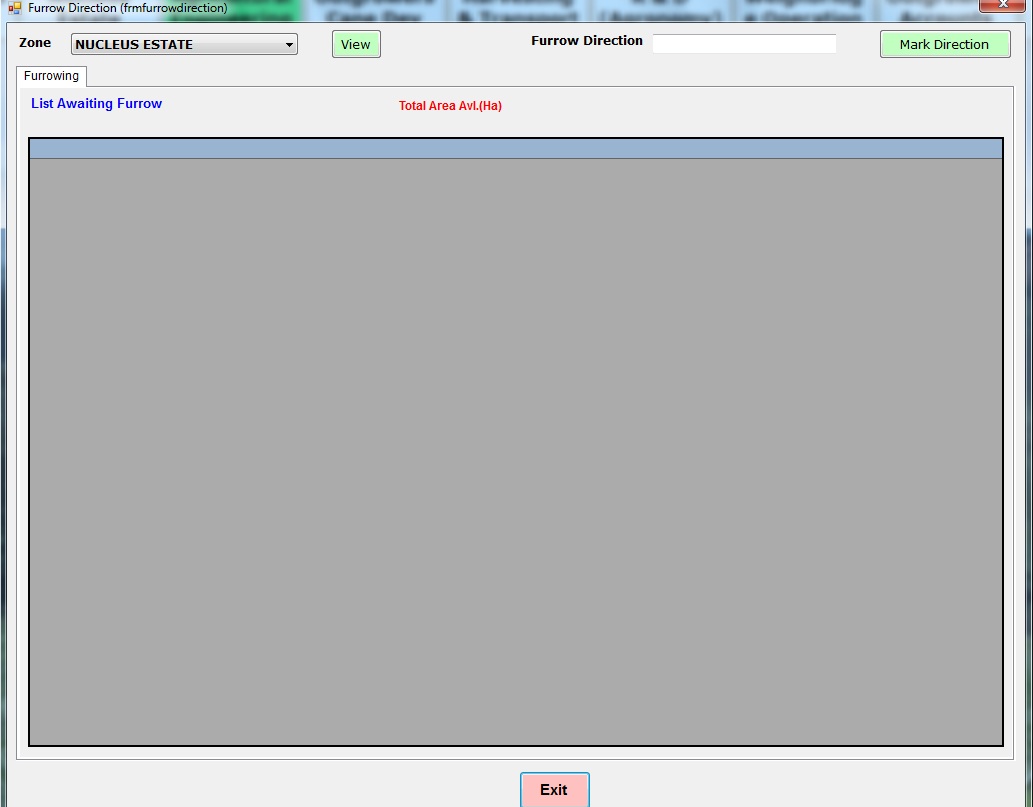 Furrow Direction (frmfurrowdirection)
Zone
NUCLEUS ESTATE
View
Furrow Direction
Mark Direction
Furrowing
List Awaiting Furrow
Total Area Avl.(Ha)
Exit